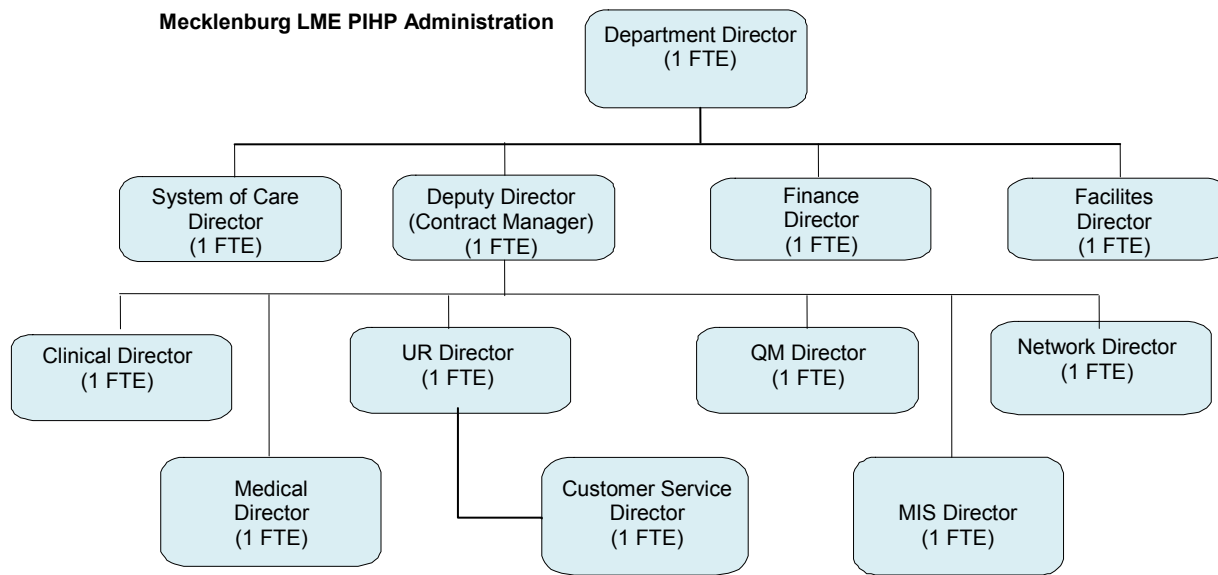 Mecklenburg LME PIHP Administration
Department Director
(1 FTE)
System of Care
Director
(1 FTE)
Deputy Director
(Contract Manager)
(1 FTE)
Finance
Director
(1 FTE)
Facilites
Director
(1 FTE)
Clinical Director
(1 FTE)
UR Director
(1 FTE)
QM Director
(1 FTE)
Network Director
(1 FTE)
Medical
Director
(1 FTE)
Customer Service
Director
(1 FTE)
MIS Director
(1 FTE)